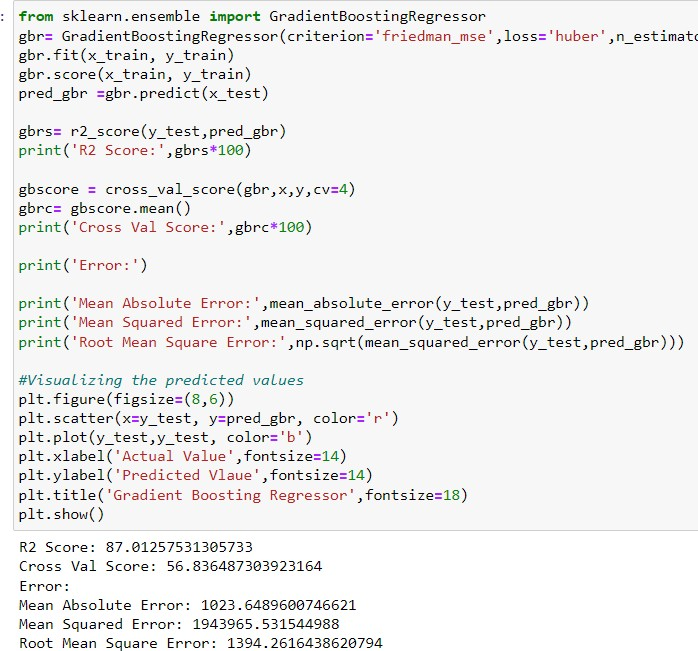 : from sklearn.ensemble import GradientBoostingRegressor
gbr= GradientBoostingRegressor(criterion='friedman_mse',loss='huber',n_estimato
gbr.fit(x_train, y_train)
gbr.score(x_train, y_train)
pred_gbr =gbr.predict(x_test)
gbrs= r2_score(y_test,pred_gbr)
print('R2 Score:',gbrs*100)
gbscore = cross_val_score(gbr,x,y,cv=4)
gbrc= gbscore.mean()
print('Cross Val Score:',gbrc*100)
print('Error:')
print('Mean Absolute Error:',mean_absolute_error(y_test,pred_gbr))
print('Mean Squared Error:',mean_squared_error(y_test,pred_gbr))
print('Root Mean Square Error:',np.sqrt(mean_squared_error(y_test,pred_gbr)))
#Visualizing the predicted values
plt.figure(figsize=(8,6))
plt.scatter(x=y_test, y=pred_gbr, color='r')
plt.plot(y_test,y_test, color='b')
plt.xlabel('Actual Value',fontsize=14)
plt.ylabel('Predicted Vlaue',fontsize=14)
plt.title('Gradient Boosting Regressor',fontsize=18)
plt.show()
R2 Score: 87.01257531305733
Cross Val Score: 56.836487303923164
Error:
Mean Absolute Error: 1023.6489600746621
Mean Squared Error: 1943965.531544988
Root Mean Square Error: 1394.2616438620794